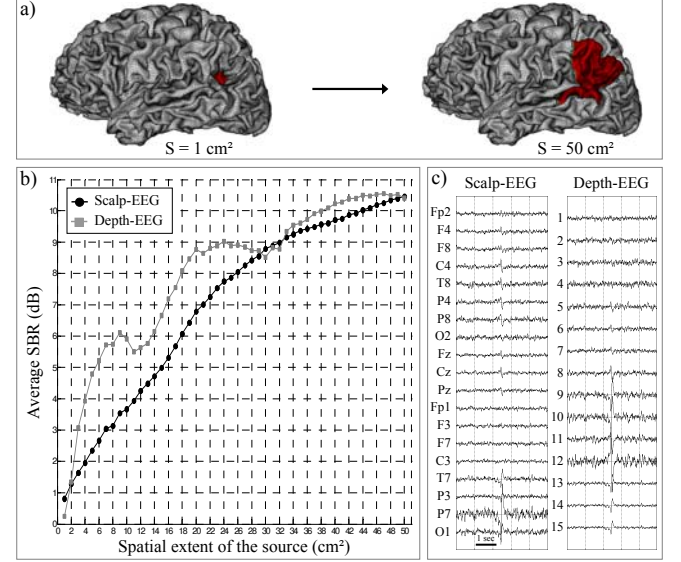 a)
S = 1 cm²
S = 50 cm²
b)
11
10
9
8
7
6
5
4
3
2
1
0
Average SBR (dB)
Scalp-EEG
Depth-EEG
0 2 4 6 8 10 12 14 16 18 20 22 24 26 28 30 32 34 36 38 40 42 44 46 48 50
Spatial extent of the source (cm²)
c)
Scalp-EEG
Fp2
F4
F8
C4
T8
P4
P8
O2
Fz
Cz
Pz
Fp1
F3
F7
C3
T7
P3
P7
O1
1 sec
Depth-EEG
1
2
3
4
5
6
7
8
9
10
11
12
13
14
15